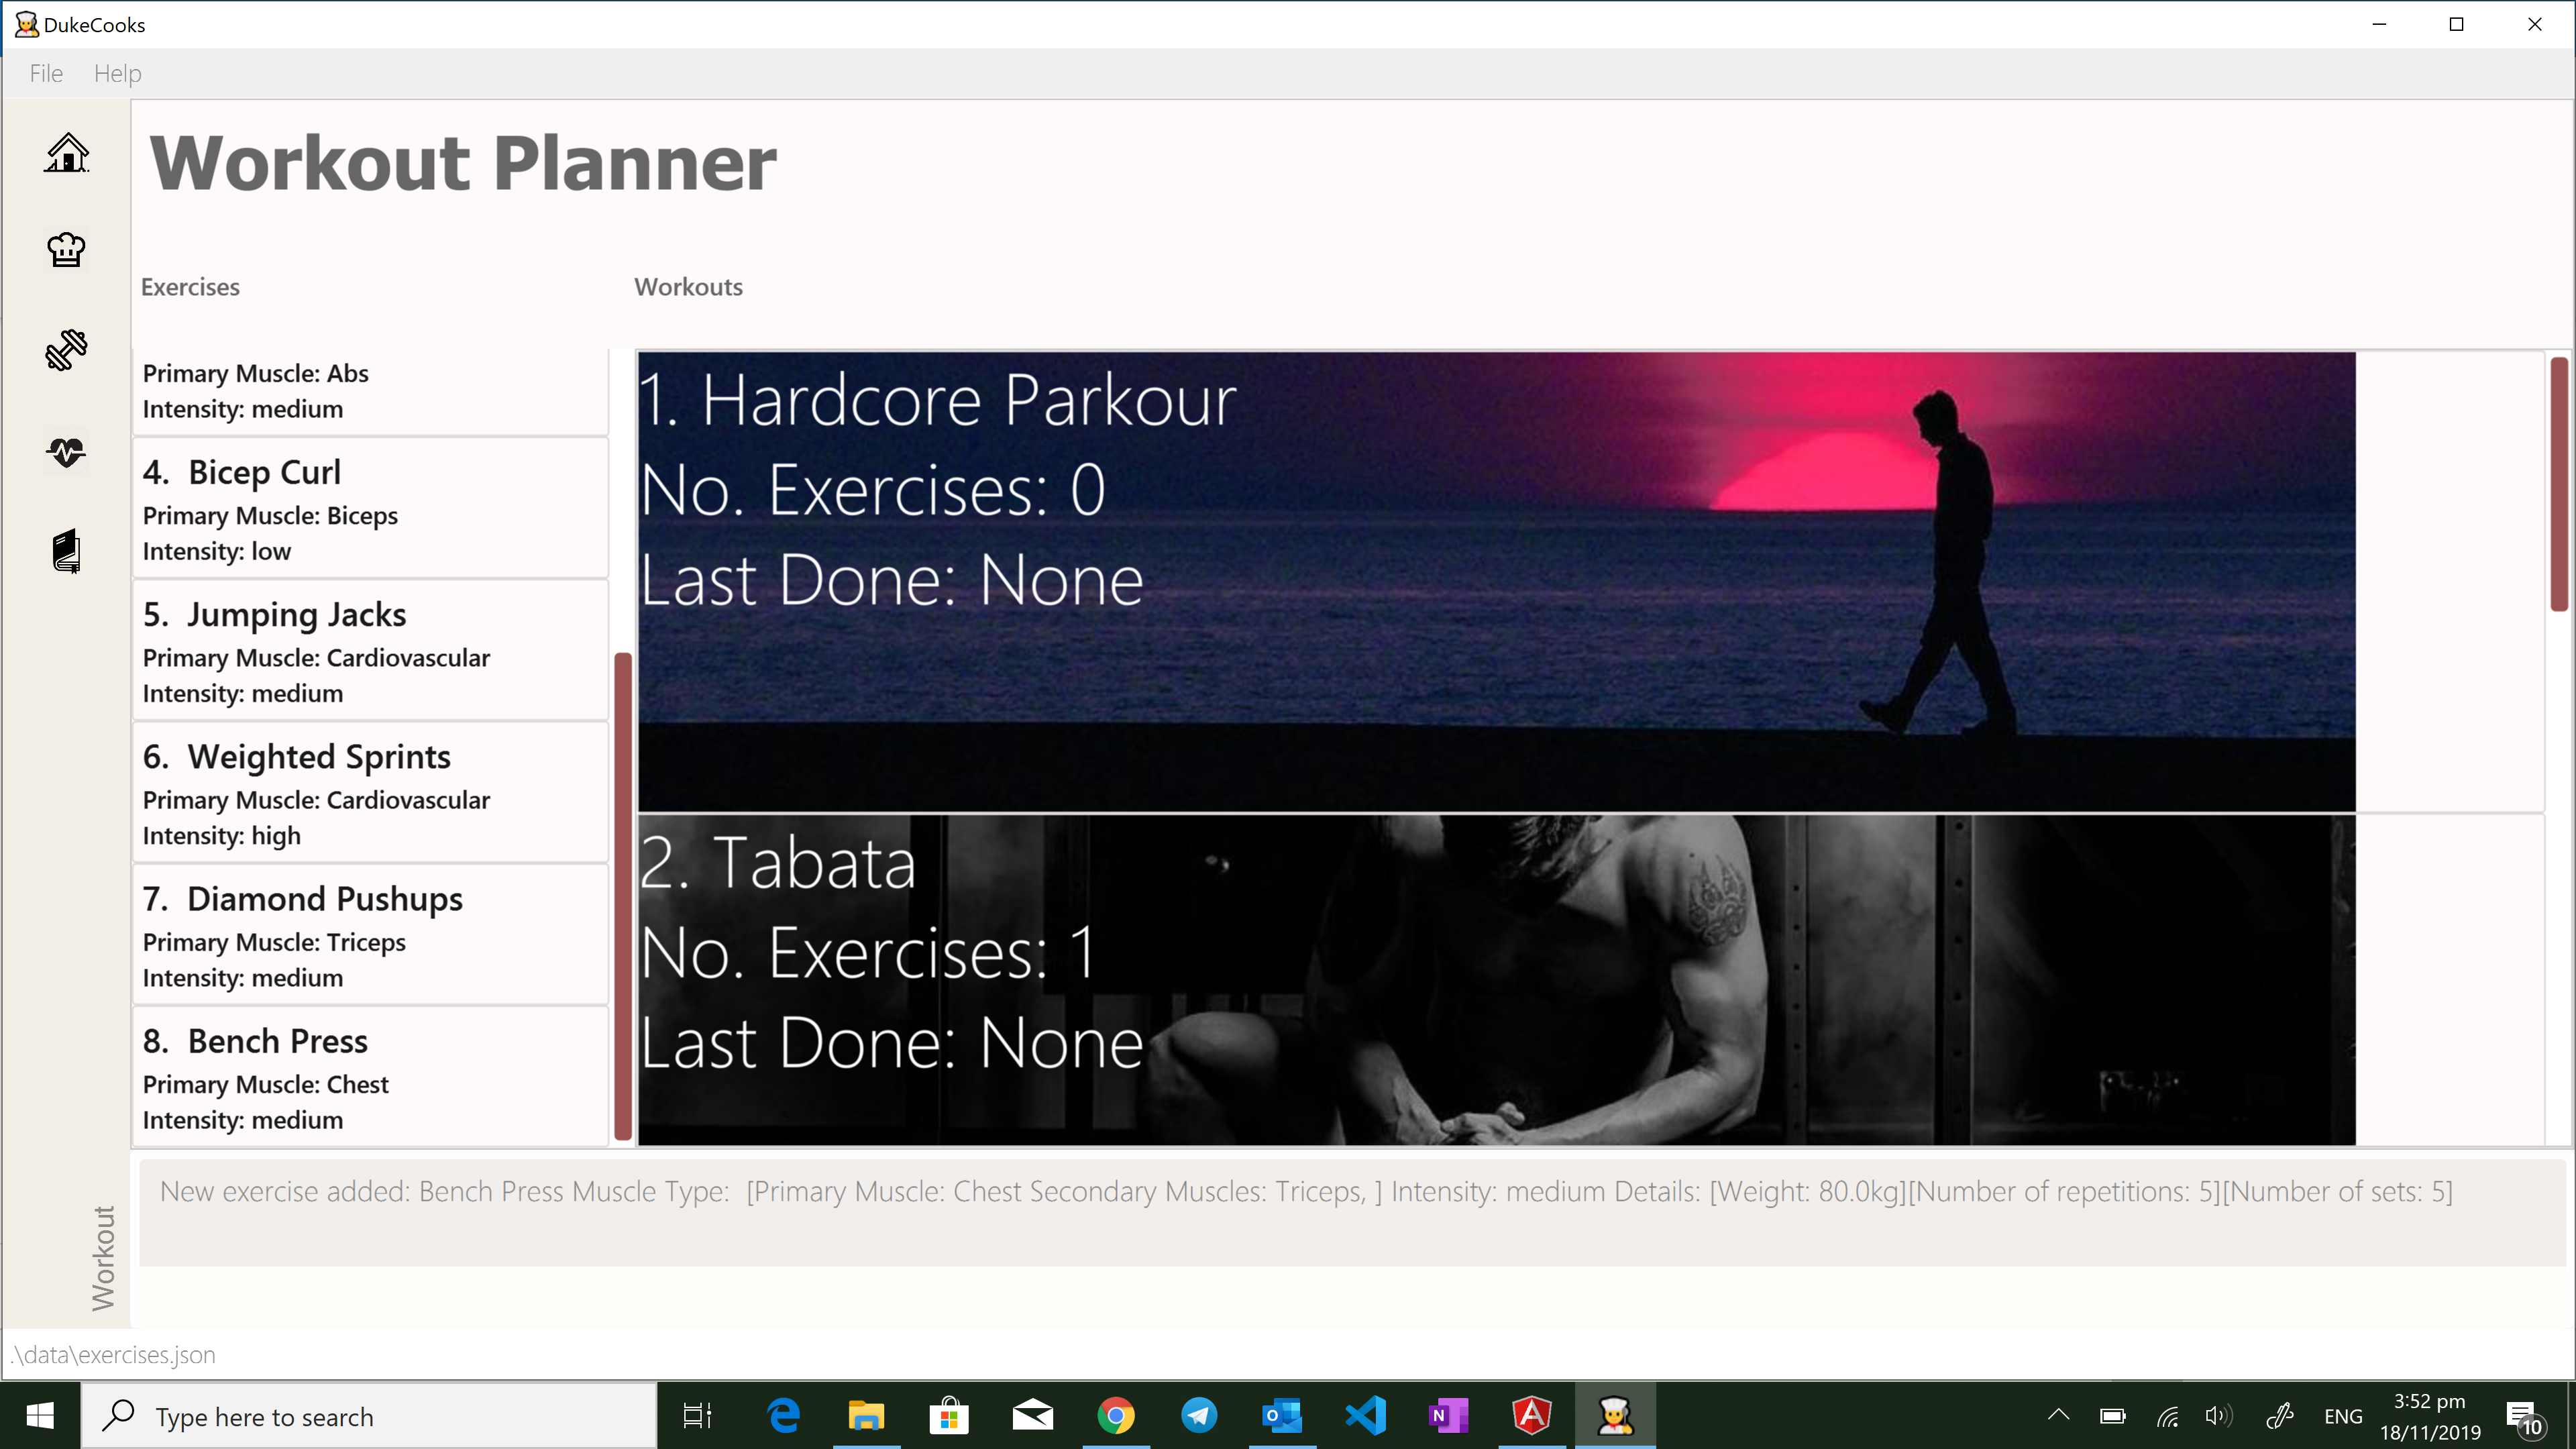 DukeCooks
File Help
Workout Planner
Exercises
Workouts
Primary Muscle: Abs
Intensity: medium
4. Bicep Curl
Primary Muscle: Biceps
Intensity: low
5. Jumping Jacks
Primary Muscle: Cardiovascular
Intensity: medium
6. Weighted Sprints
Primary Muscle: Cardiovascular
Intensity: high
7. Diamond Pushups
Primary Muscle: Triceps
Intensity: medium
8. Bench Press
Primary Muscle: Chest
Intensity: medium
1. Hardcore Parkour
No. Exercises: 0
Last Done: None
2. Tabata
No. Exercises: 1
Last Done: None
New exercise added: Bench Press Muscle Type:  [Primary Muscle: Chest Secondary Muscles: Triceps, ] Intensity: medium Details: [Weight: 80.0kg][Number of repetitions: 5][Number of sets: 5]
Workout
.\data\exercises.json
Type here to search
ENG
3:52 pm
18/11/2019
10